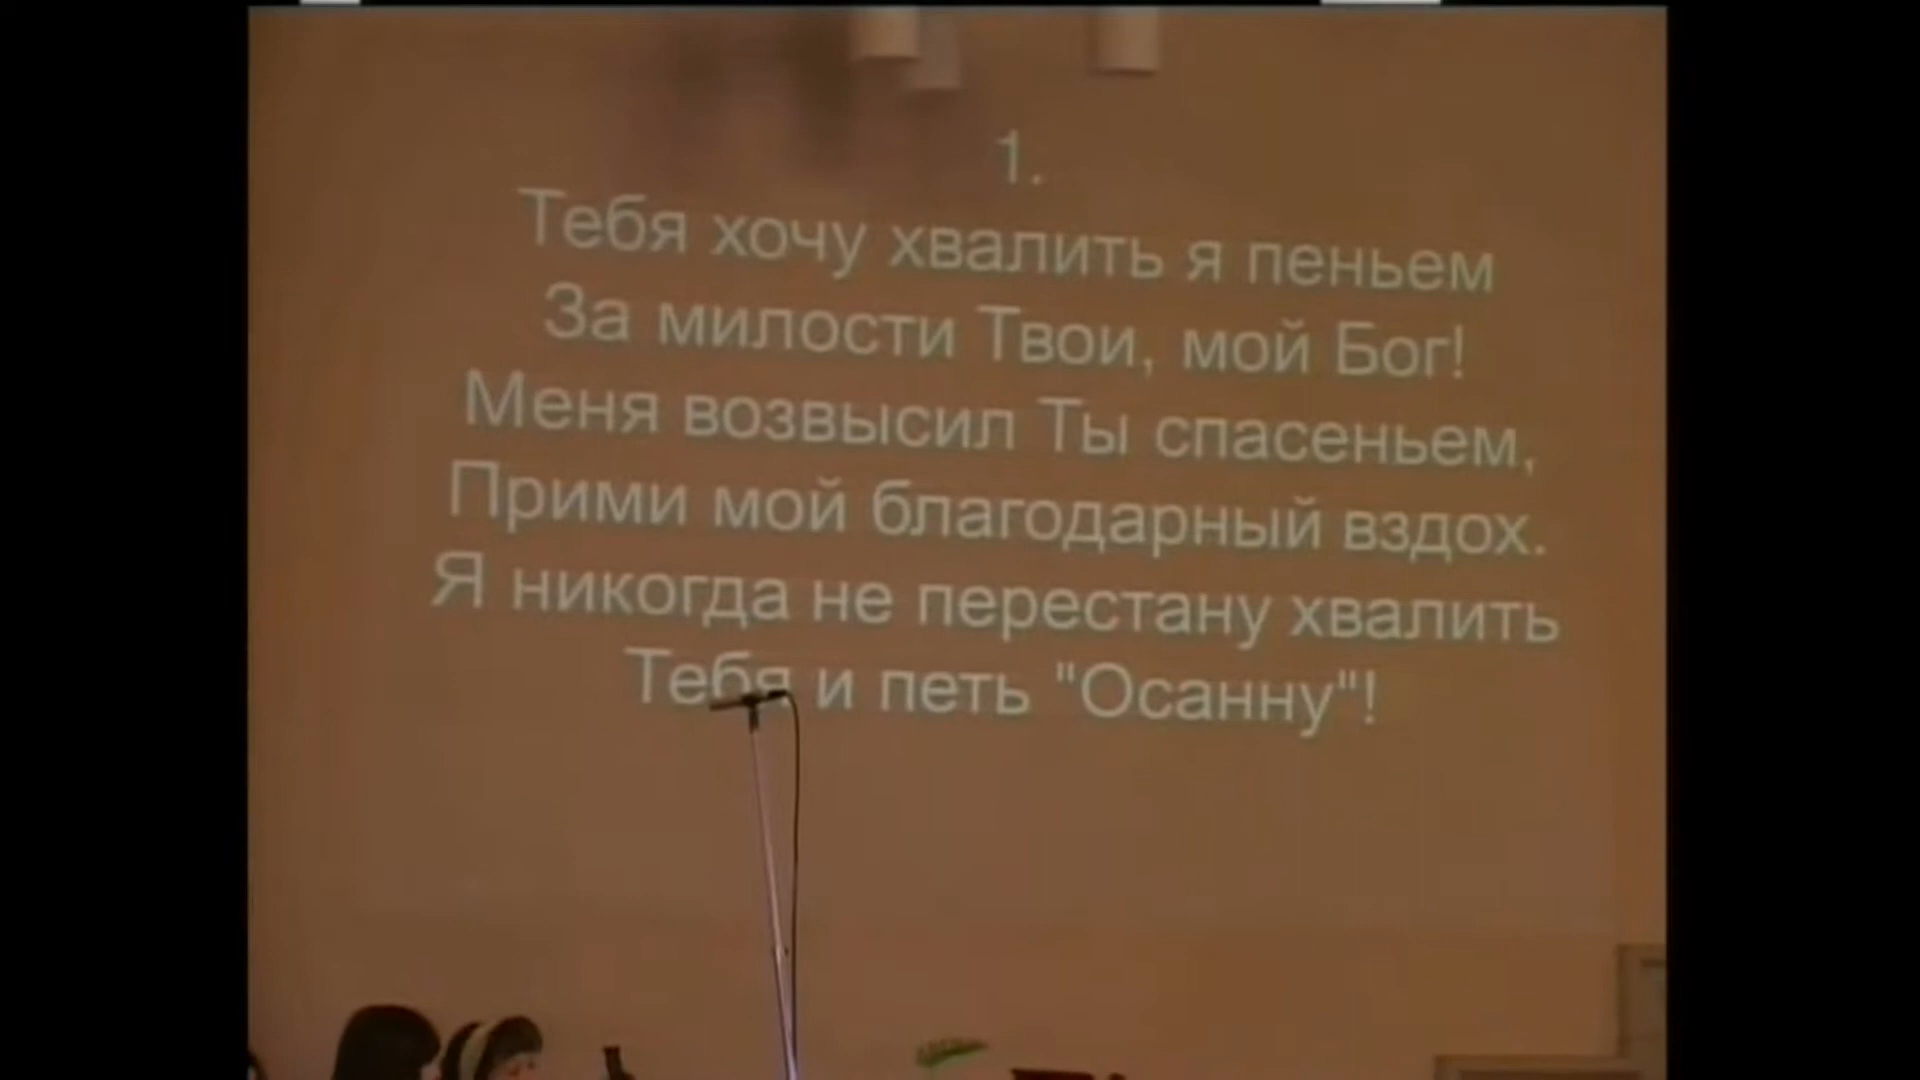 1.
Тебя хочу хвалить я пеньем
За милости Твои, мой Бог!
Меня возвысил Ты спасеньем,
Прими мой благодарный вздох.
Я никогда не перестану хвалить
Тебя и петь "Осанну"!